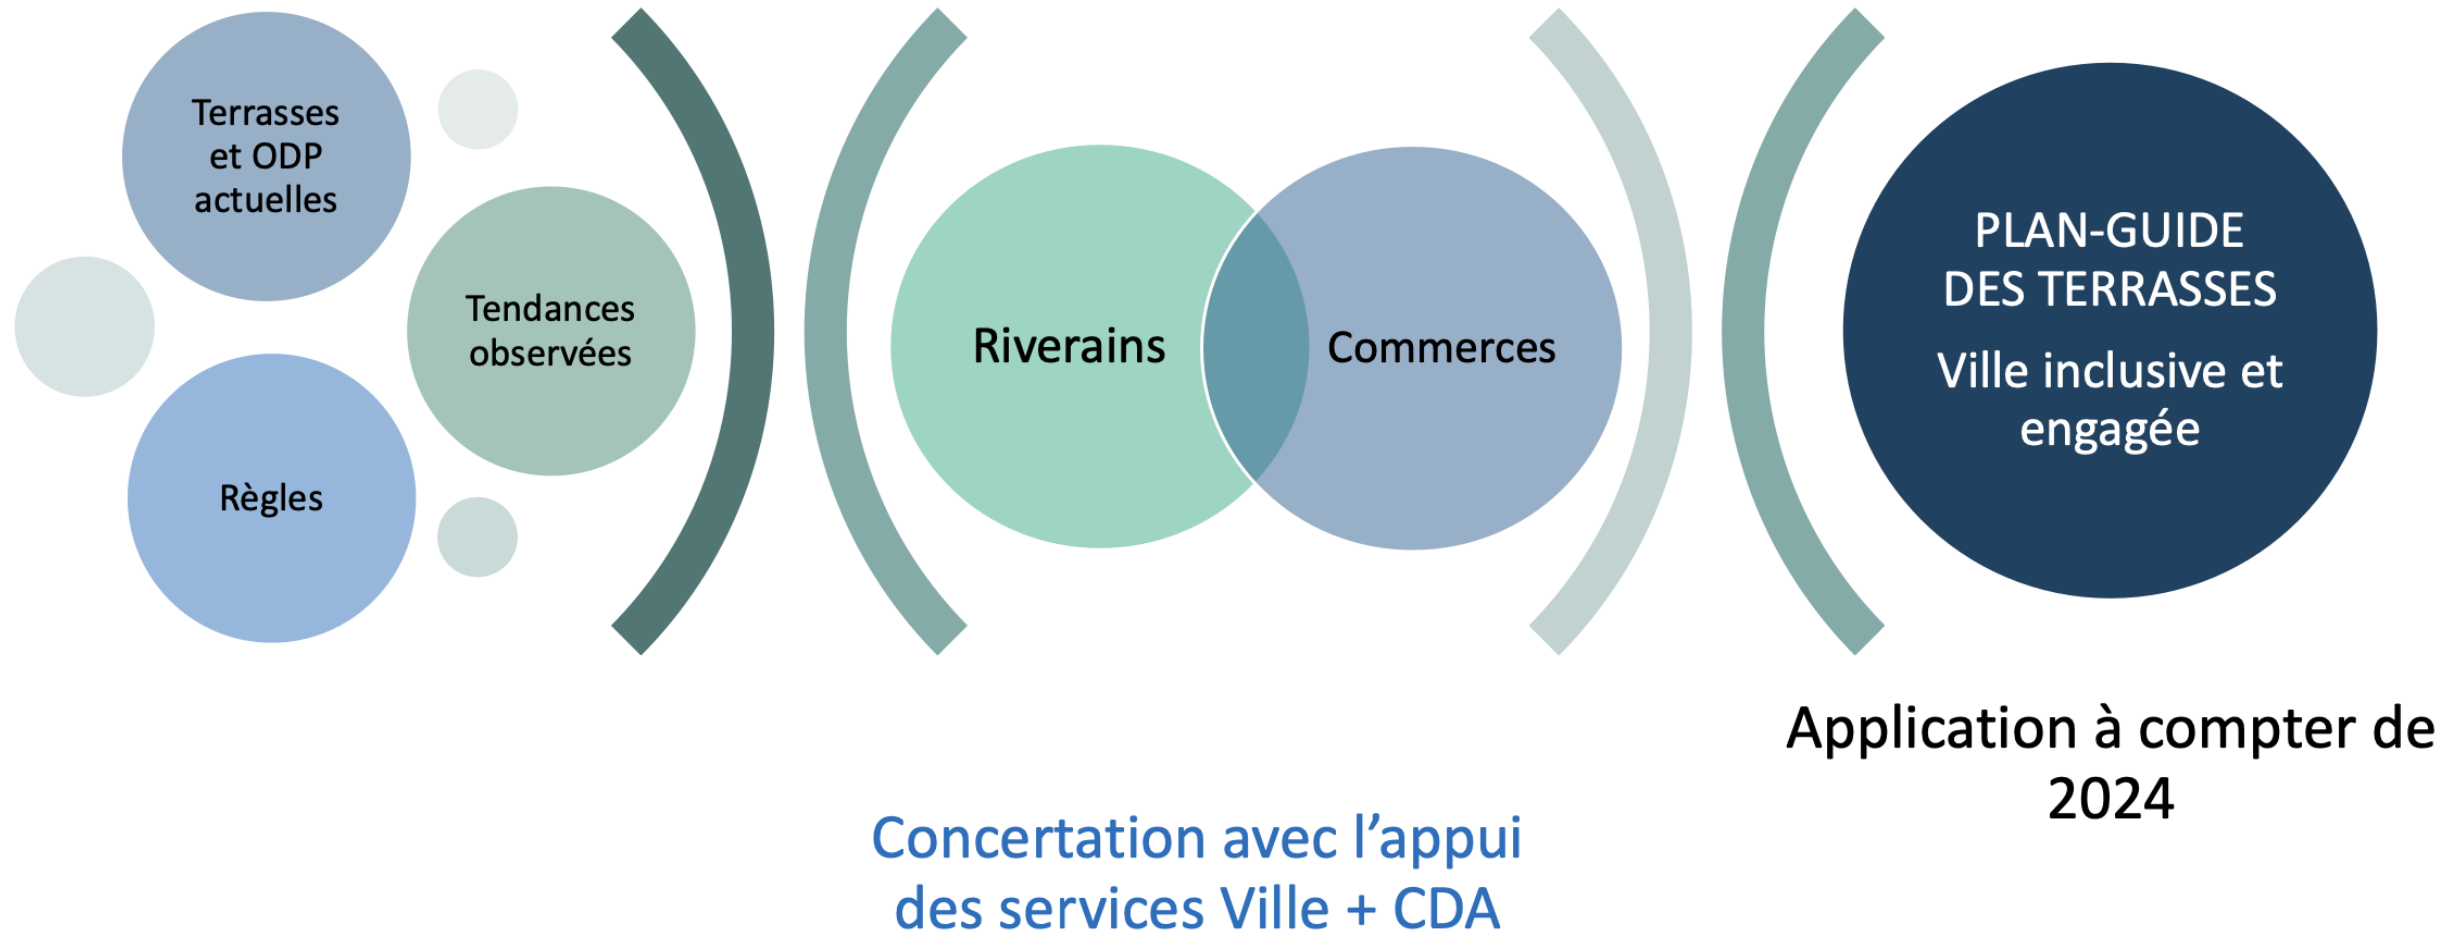 Terrasses
et ODP
actuelles
Tendances
observées
Règles
Riverains
Commerces
PLAN-GUIDE
DES TERRASSES
Ville inclusive et
engagée
Application à compter de
2024
Concertation avec l’appui
des services Ville + CDA